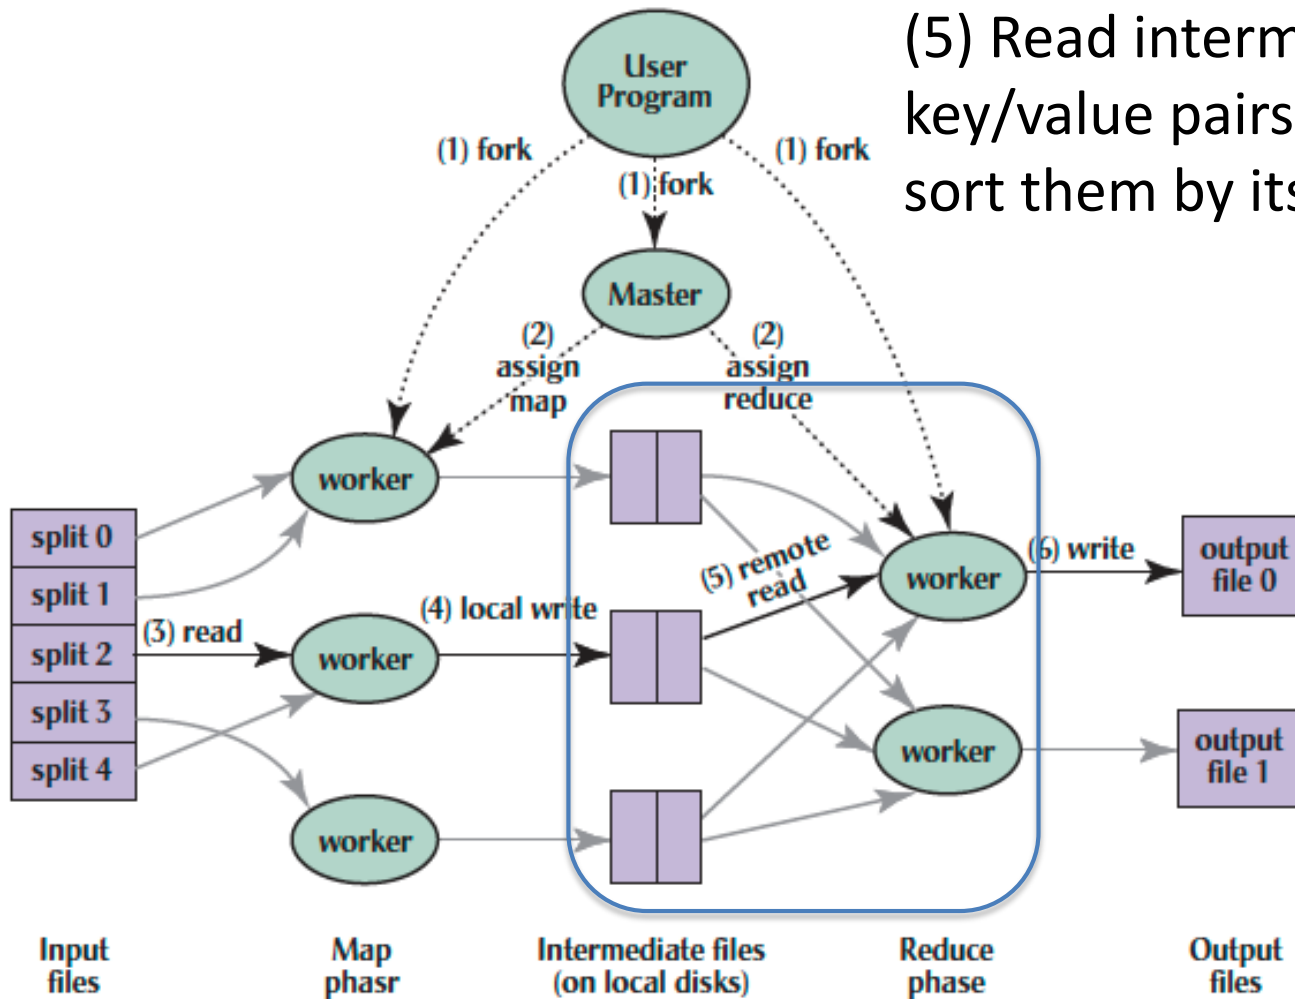 (5) Read interm
key/value pairs
sort them by its
User
Program
(1) fork
(1) fork
(1) fork
Master
(2)
assign
map
(2)
assign
reduce
worker
split 0
split 1
split 2
split 3
split 4
(3) read
worker
(4) local write
(5) remote
read
worker
(6) write
output
file 0
worker
output
file 1
worker
Input
files
Map
phasr
Intermediate files
(on local disks)
Reduce
phase
Output
files